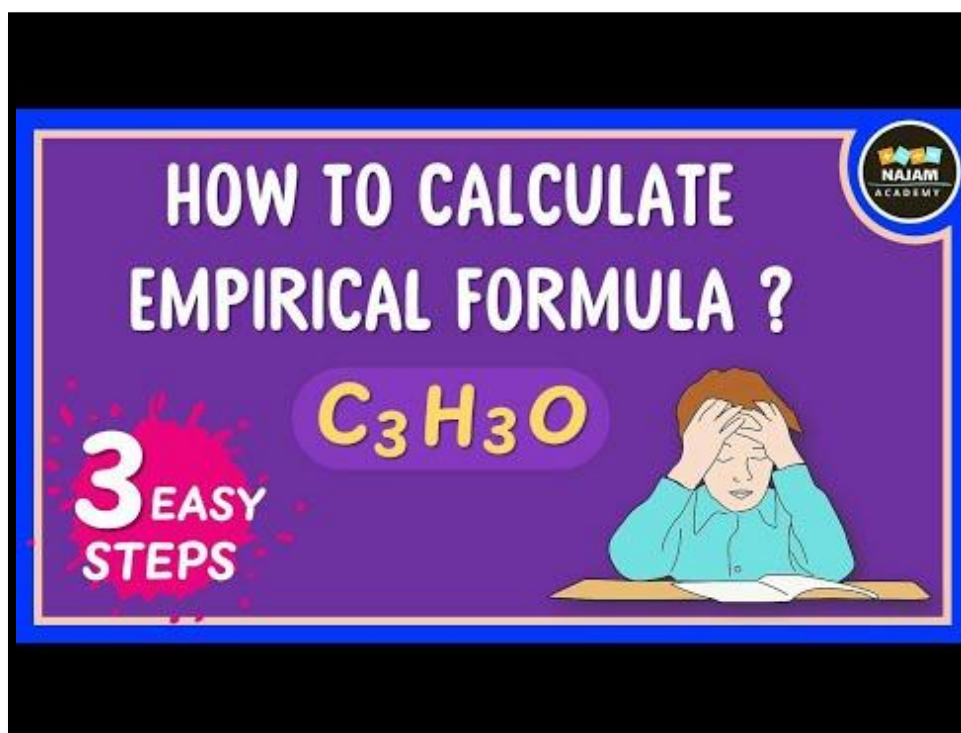 HOW TO CALCULATE
EMPIRICAL FORMULA ?
NAJAM
ACADEMY
C₃H₃O
3 EASY
STEPS